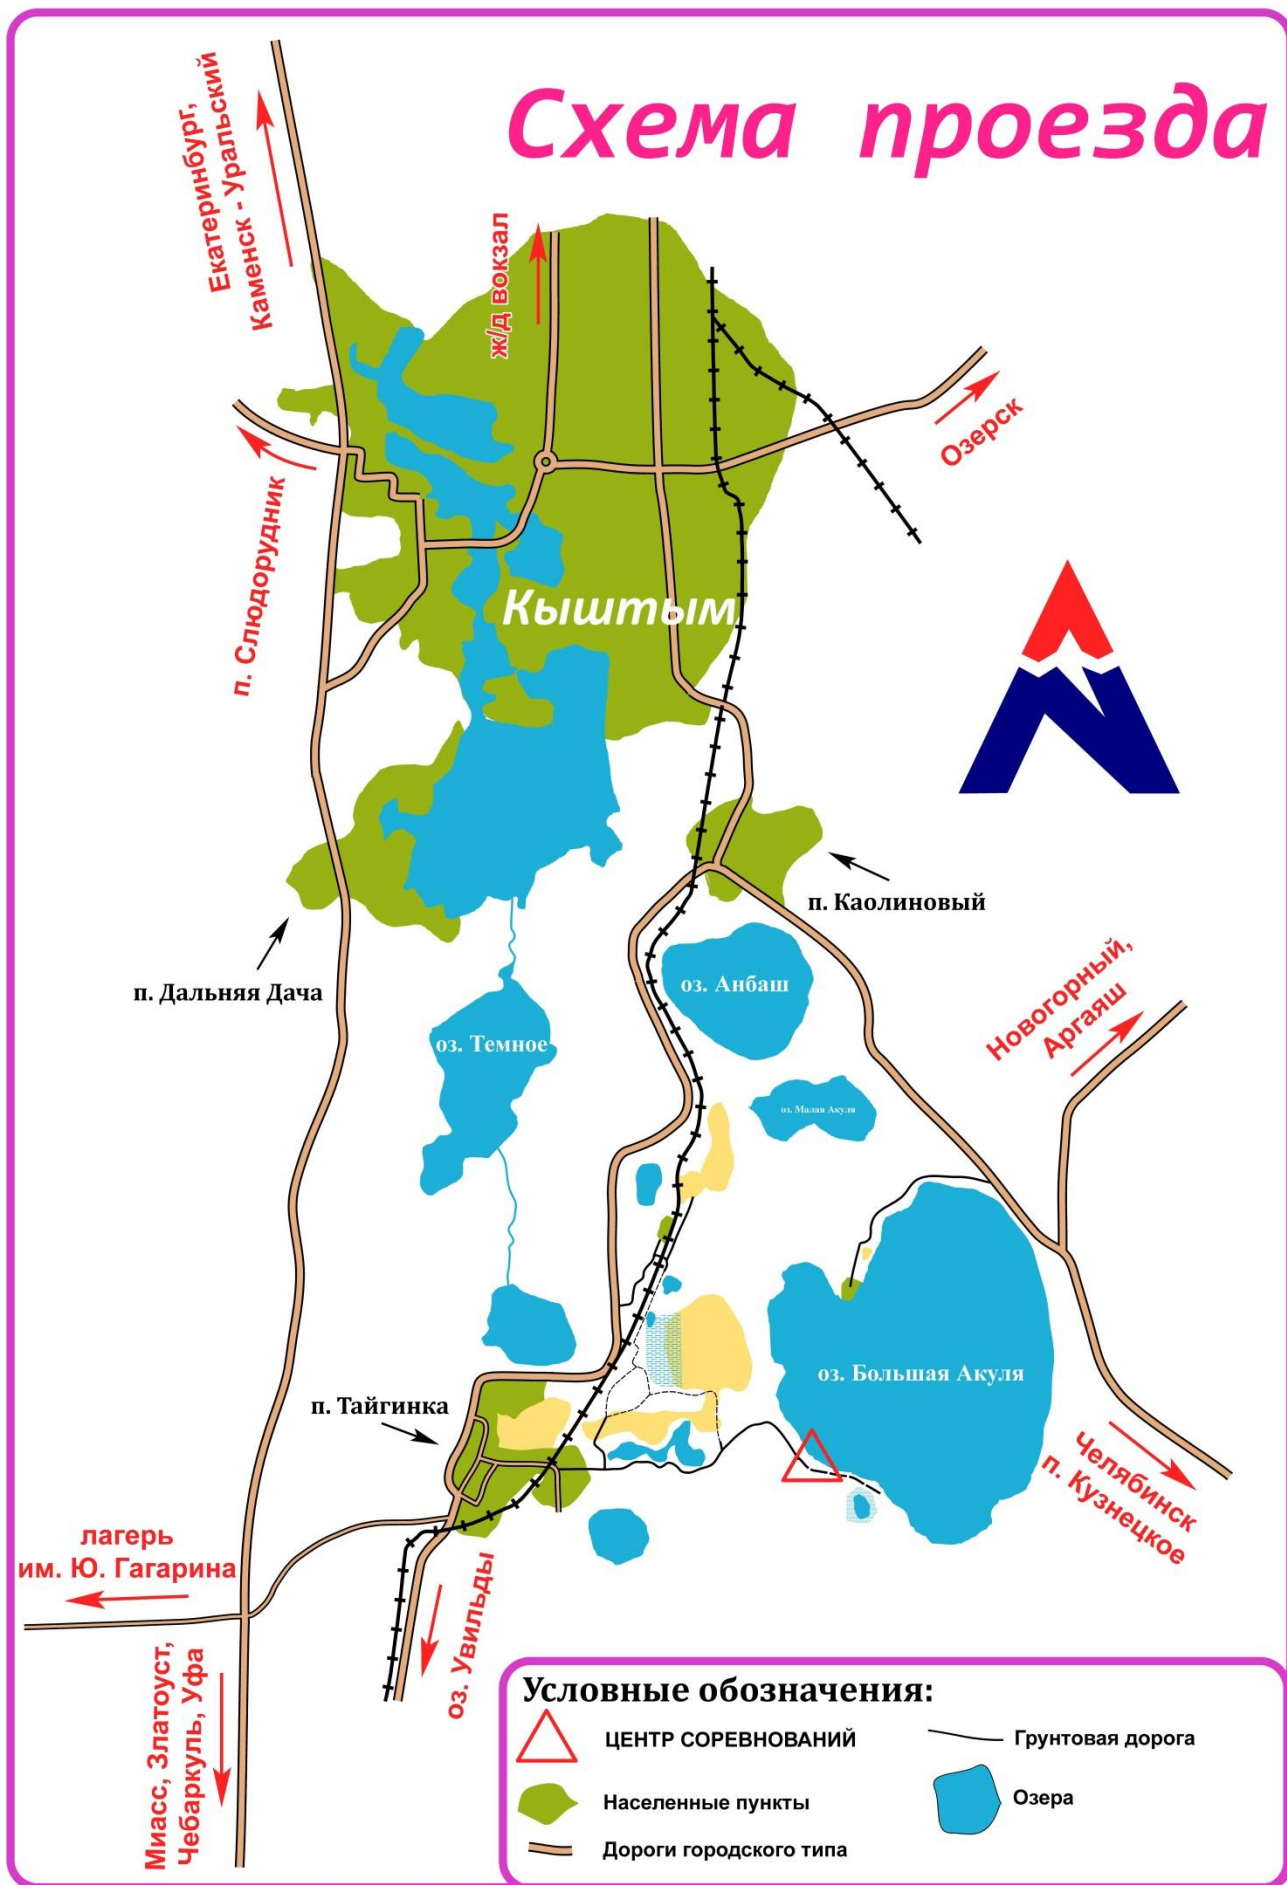 Схема проезда
Екатеринбург,
Каменск - Уральский
ж/д вокзал
Озерск
п. Слюдорудник
Кыштым
п. Каолиновый
п. Дальняя Дача
оз. Анбаш
Новогорный,
Аргаяш
оз. Темное
оз. Малая Акуля
оз. Большая Акуля
п. Тайгинка
Челябинск
п. Кузнецкое
лагерь
им. Ю. Гагарина
оз. Увильды
Миасс, Златоуст,
Чебаркуль, Уфа
Условные обозначения:
ЦЕНТР СОРЕВНОВАНИЙ
Грунтовая дорога
Населенные пункты
Озера
Дороги городского типа